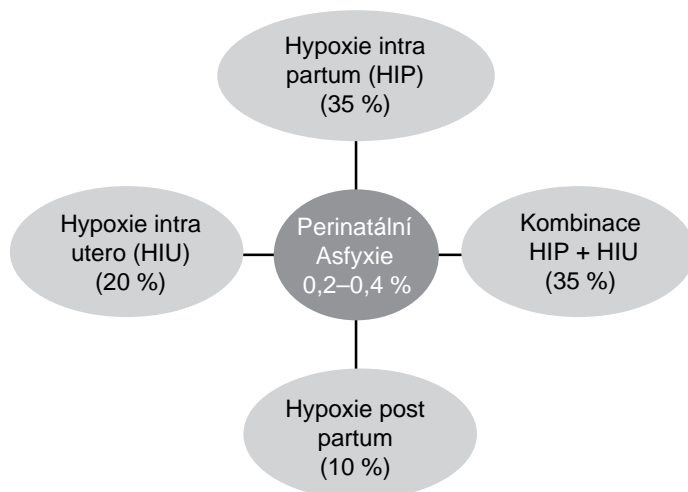 Hypoxie intra
partum (HIP)
(35 %)
Hypoxie intra
utero (HIU)
(20 %)
Perinatální
Asfyxie
0,2–0,4 %
Kombinace
HIP + HIU
(35 %)
Hypoxie post
partum
(10 %)